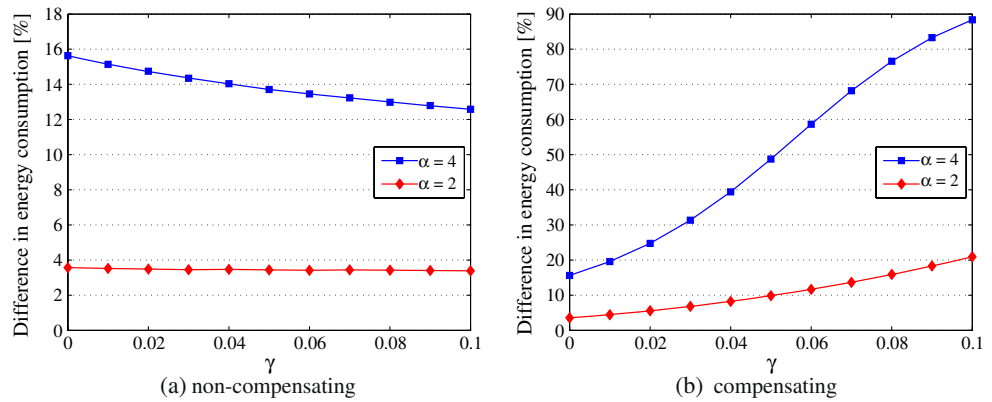 Difference in energy consumption [%]
18
16
14
12
10
8
6
4
2
0
0 0.02 0.04 0.06 0.08 0.1
γ
α = 4
α = 2
(a) non-compensating
Difference in energy consumption [%]
90
80
70
60
50
40
30
20
10
0
0 0.02 0.04 0.06 0.08 0.1
γ
α = 4
α = 2
(b) compensating